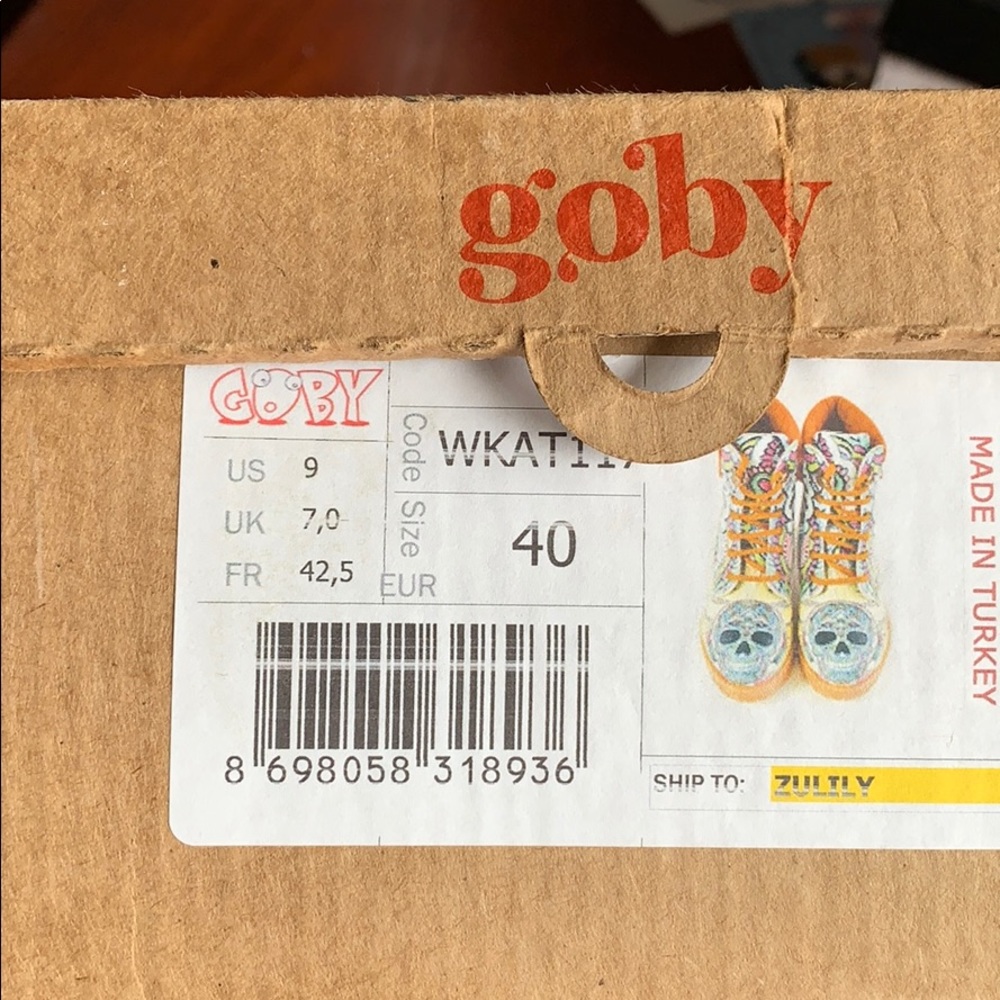 goby
GOBY
US 9
UK 7,0
FR 42,5
Code
Size
EUR
40
8 698058 318936
SHIP TO: ZULILY
MADE IN TURKEY